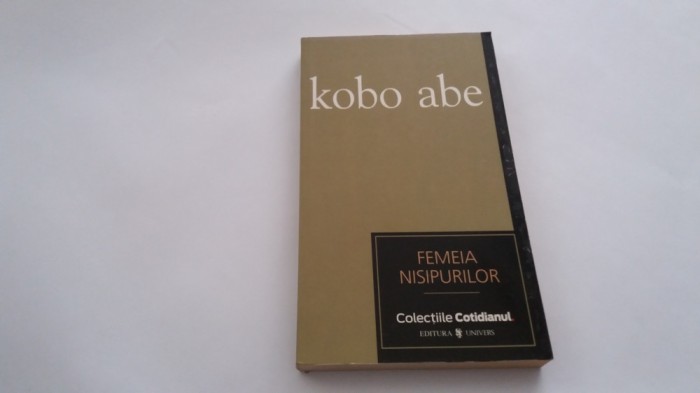 kobo abe
FEMEIA
NISIPURILOR
Colecțiile Cotidianul
EDITURA UNIVERS